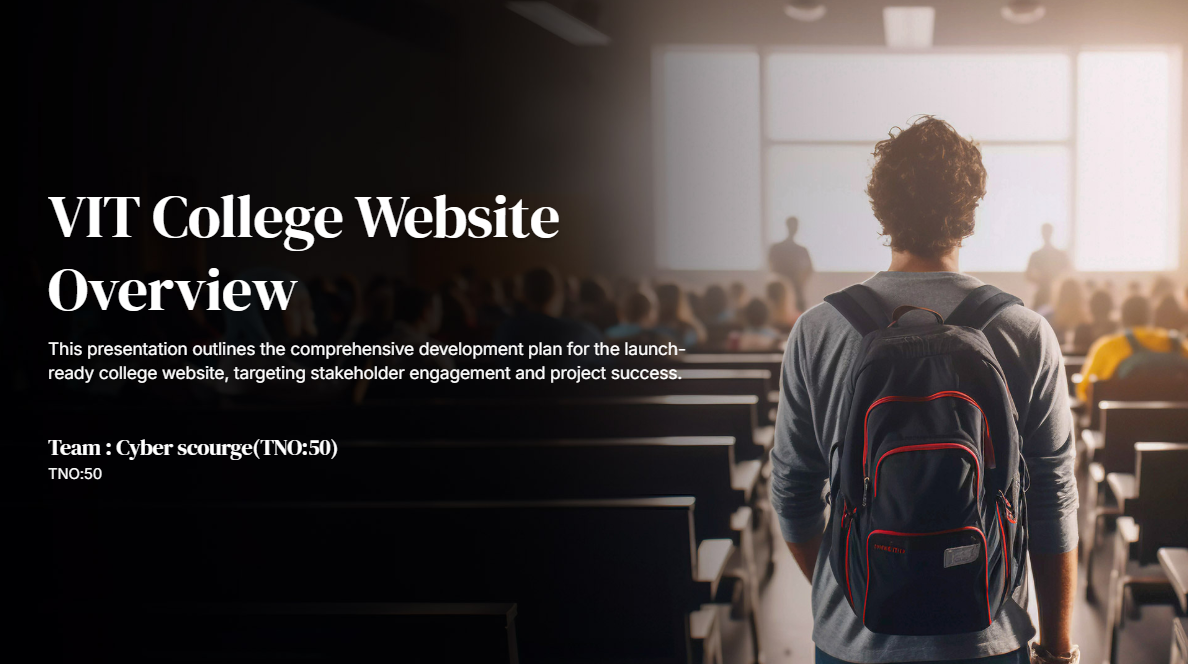 VIT College Website
Overview
This presentation outlines the comprehensive development plan for the launch-
ready college website, targeting stakeholder engagement and project success.
Team : Cyber scourge(TNO:50)
TNO:50